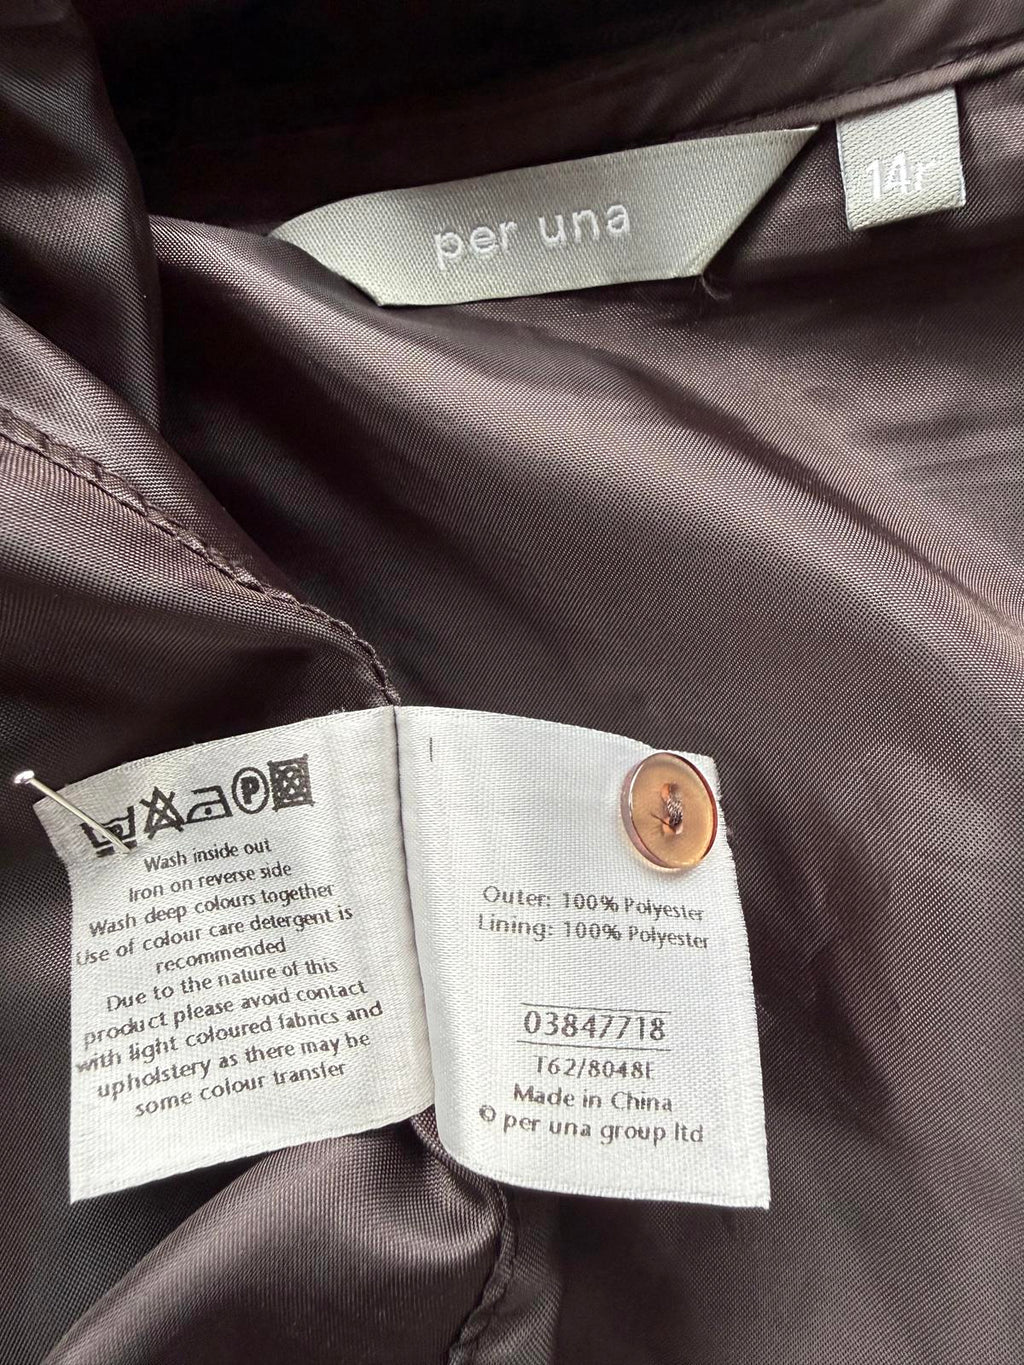 per una
14r
P
Wash inside out
Iron on reverse side
Wash deep colours together
Use of colour care detergent is
recommended
Due to the nature of this
product please avoid contact
with light coloured fabrics and
upholstery as there may be
some colour transfer
Outer: 100% Polyester
Lining: 100% Polyester
03847718
Made in China
© per una group ltd